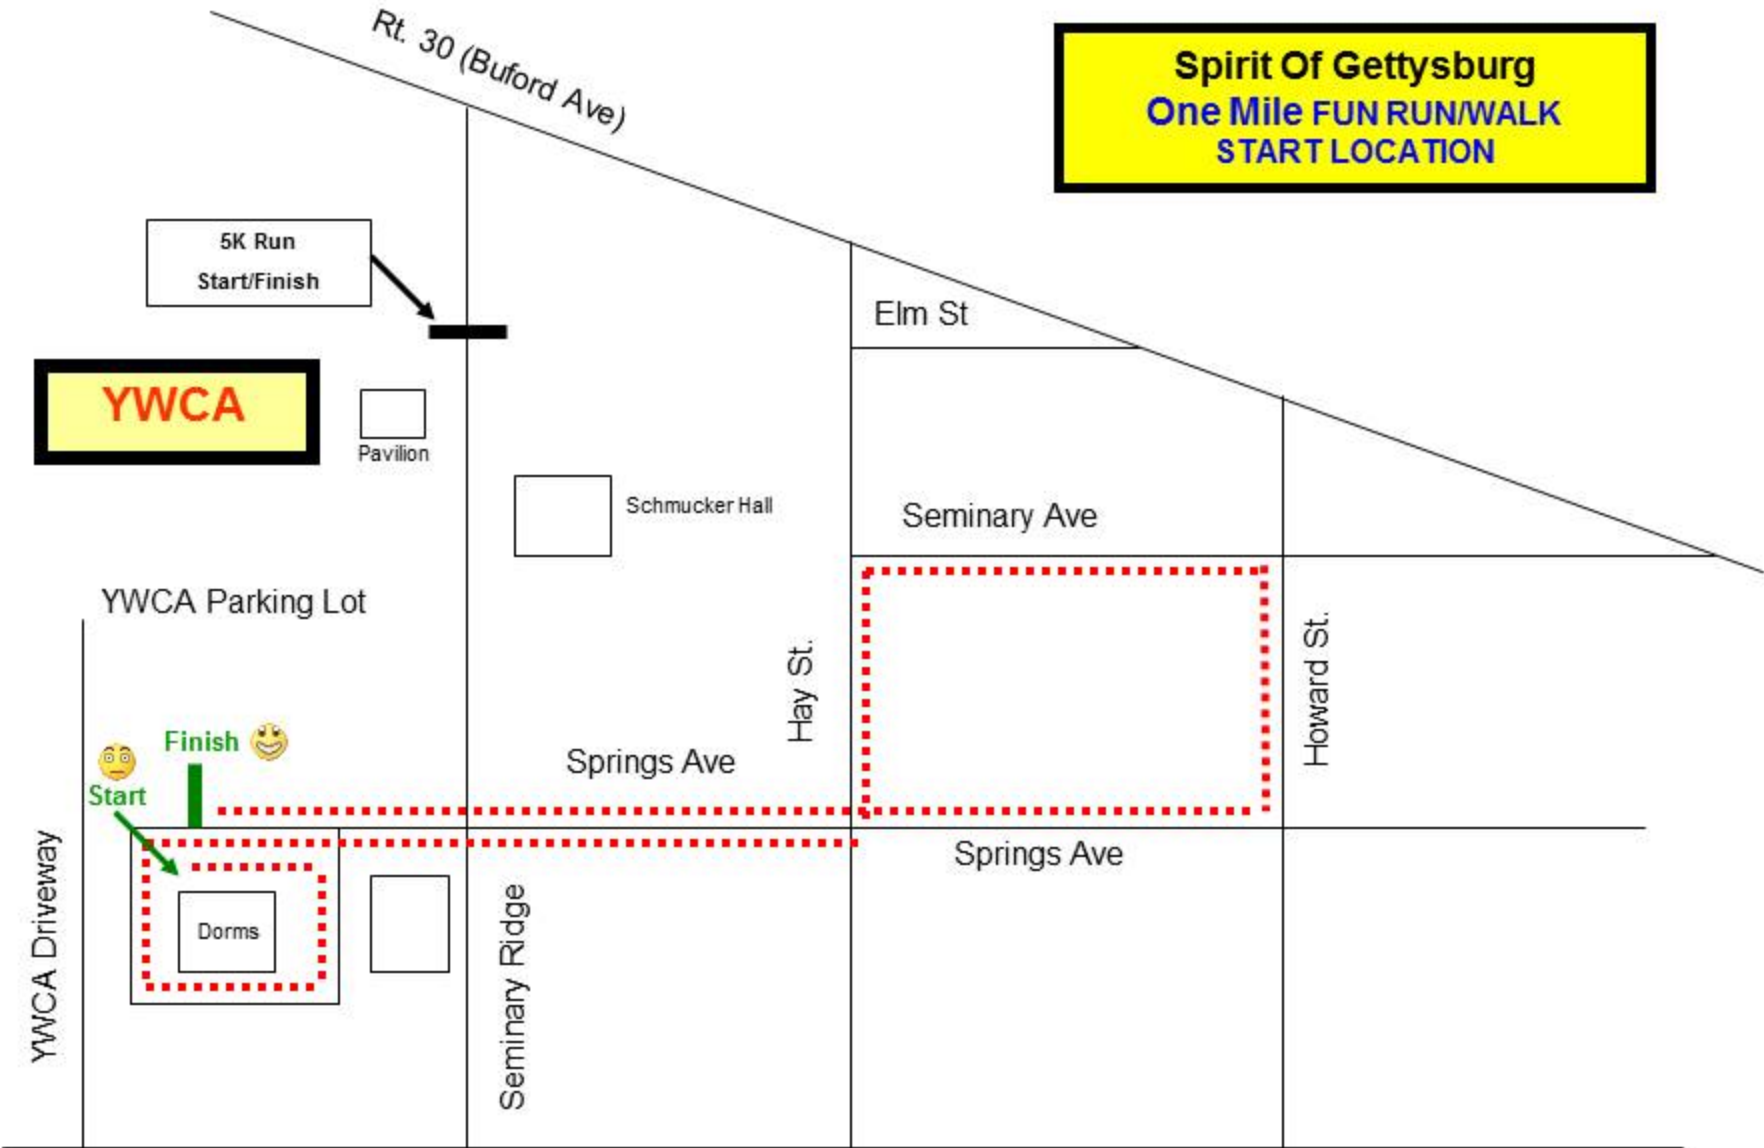 Rt. 30 (Buford Ave)
Spirit Of Gettysburg
One Mile FUN RUN/WALK
START LOCATION
5K Run
Start/Finish
Elm St
YWCA
Pavilion
Schmucker Hall
Seminary Ave
YWCA Parking Lot
Hay St.
Howard St.
Finish
Springs Ave
Start
Springs Ave
YWCA Driveway
Dorms
Seminary Ridge